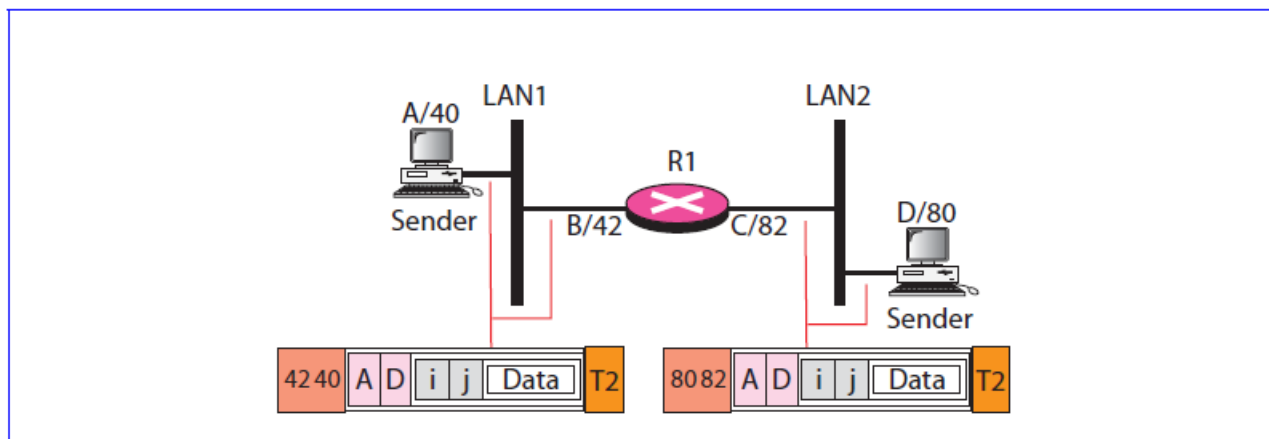 LAN1
LAN2
A/40
R1
Sender
B/42
C/82
D/80
Sender
42 40 A D i j Data T2
80 82 A D i j Data T2